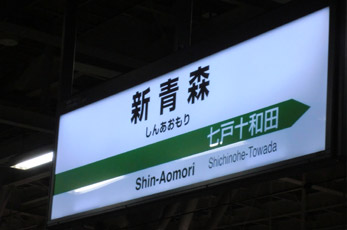 新青森
しんあおもり
七戸十和田
Shin-Aomori
Shichinohe-Towada